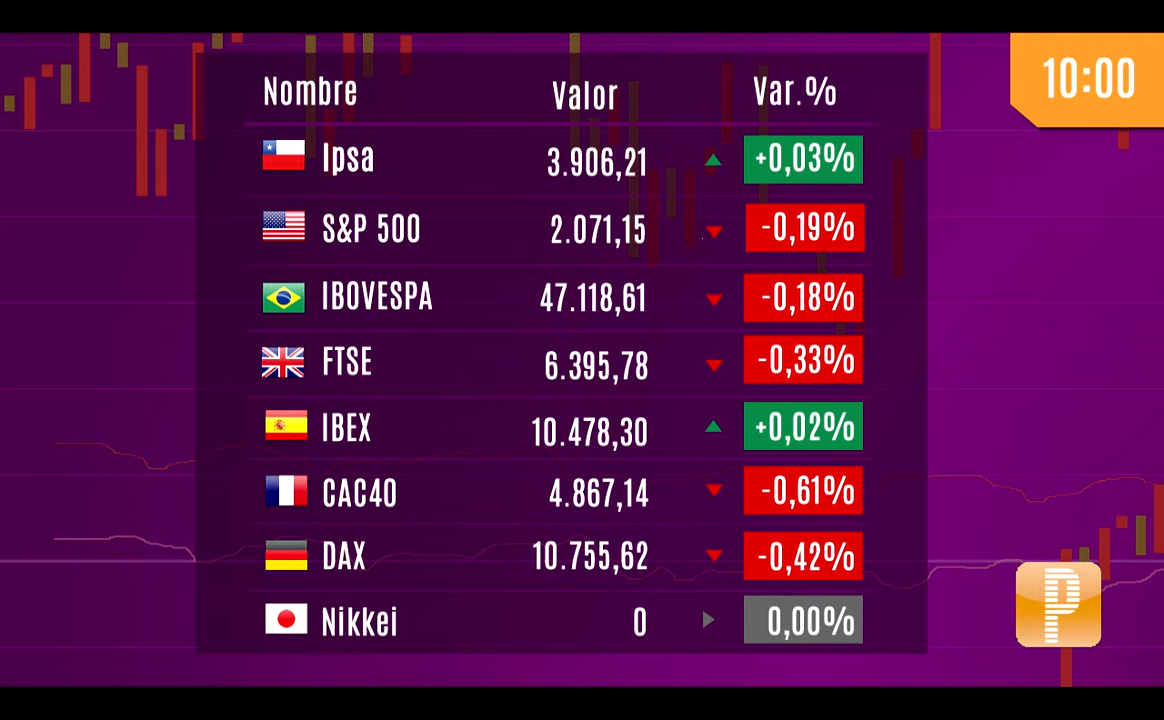 Nombre Valor Var.%
10:00
Ipsa 3.906,21 +0,03%
S&P 500 2.071,15 -0,19%
IBOVESPA 47.118,61 -0,18%
FTSE 6.395,78 -0,33%
IBEX 10.478,30 +0,02%
CAC40 4.867,14 -0,61%
DAX 10.755,62 -0,42%
Nikkei 0 0,00%
P